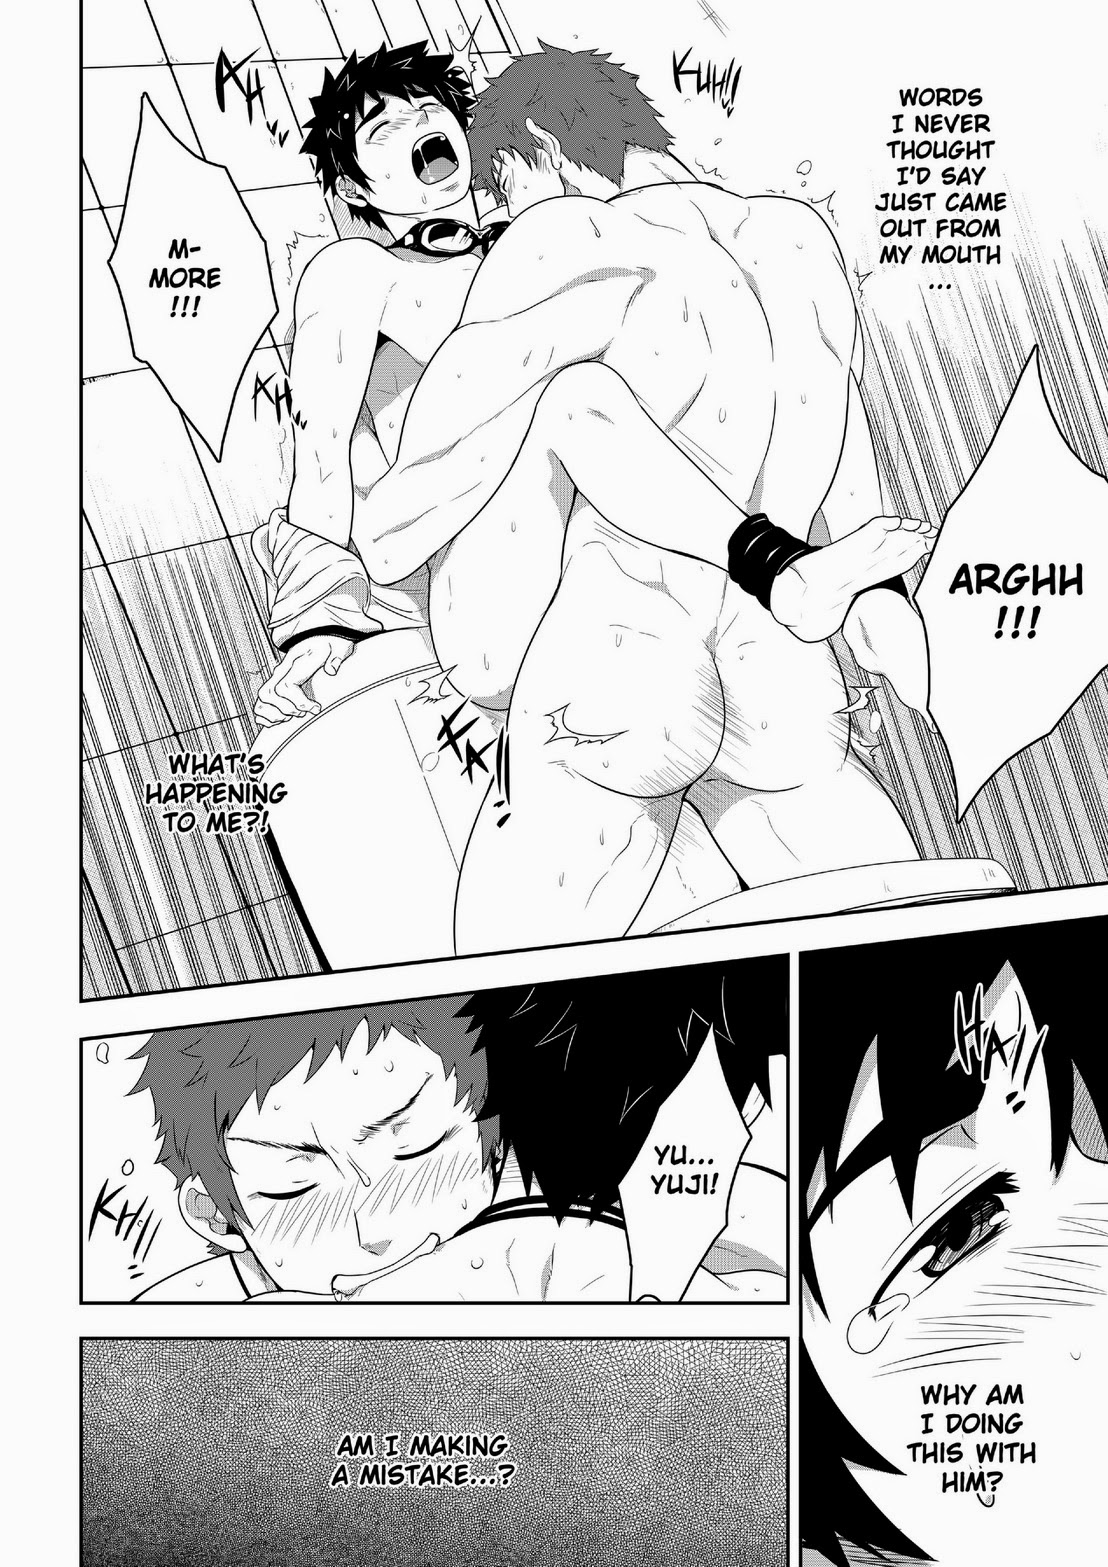 WORDS
I NEVER
THOUGHT
I'D SAY
JUST CAME
OUT FROM
MY MOUTH
...
KUH!!
AH
M-
MORE
!!!
AH
ARGHH
!!!
FA!!
WHAT'S
HAPPENING
TO ME?!
HA!!
WHY AM
I DOING
THIS WITH
HIM?
YU...
YUJI!
KH!!
AM I MAKING
A MISTAKE...?